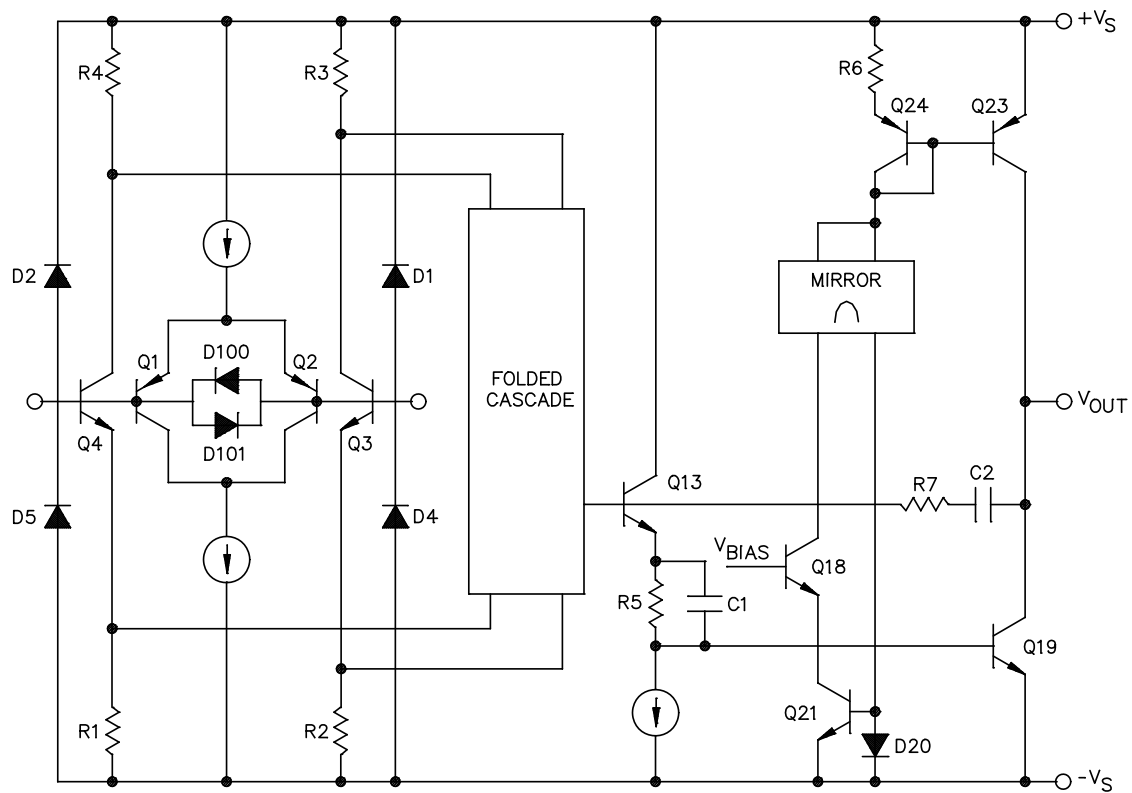 +VS
R4
R3
R6
Q24
Q23
D2
D1
MIRROR
Q1
D100
Q2
FOLDED
CASCADE
VOUT
Q4
D101
Q3
Q13
R7
C2
D5
D4
VBIAS
Q18
R5
C1
Q19
R1
R2
Q21
D20
-VS